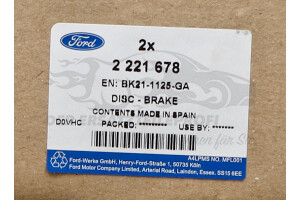 Ford
2x
2 221 678
EN: BK21-1125-GA
DISC - BRAKE
CONTENTS MADE IN SPAIN
D0VHC PACKED: ******** BY: ********
A4LPMS NO. MFL001
Ford-Werke GmbH, Henry-Ford-Straße 1, 50735 Köln
Ford Motor Company Limited, Arterial Road, Laindon, Essex. SS15 6EE